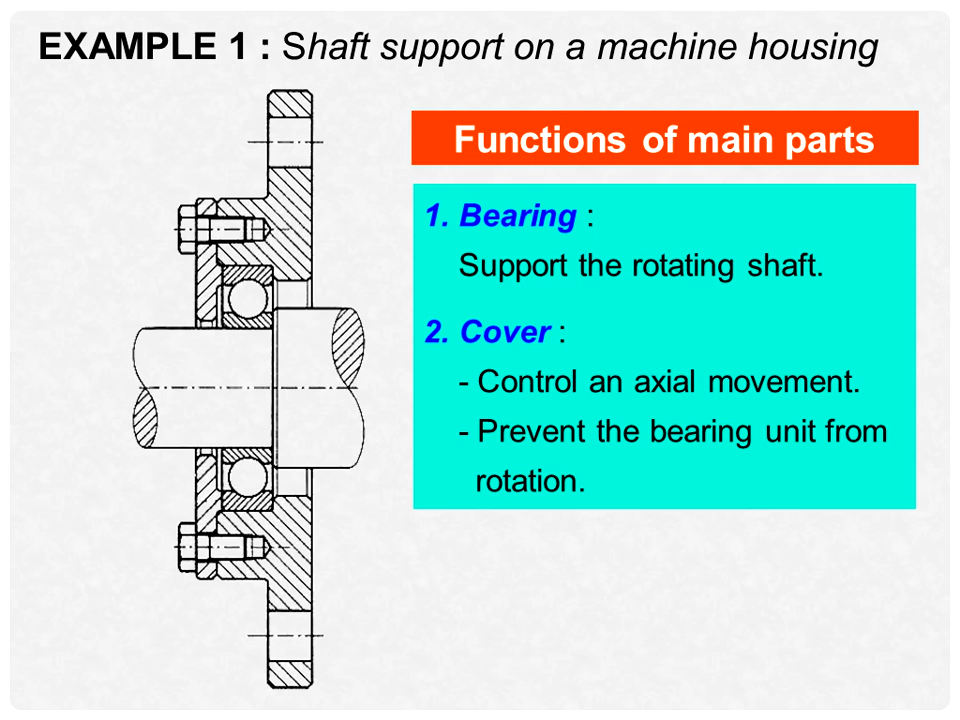 EXAMPLE 1 : Shaft support on a machine housing
Functions of main parts
1. Bearing :
Support the rotating shaft.
2. Cover :
- Control an axial movement.
- Prevent the bearing unit from
rotation.